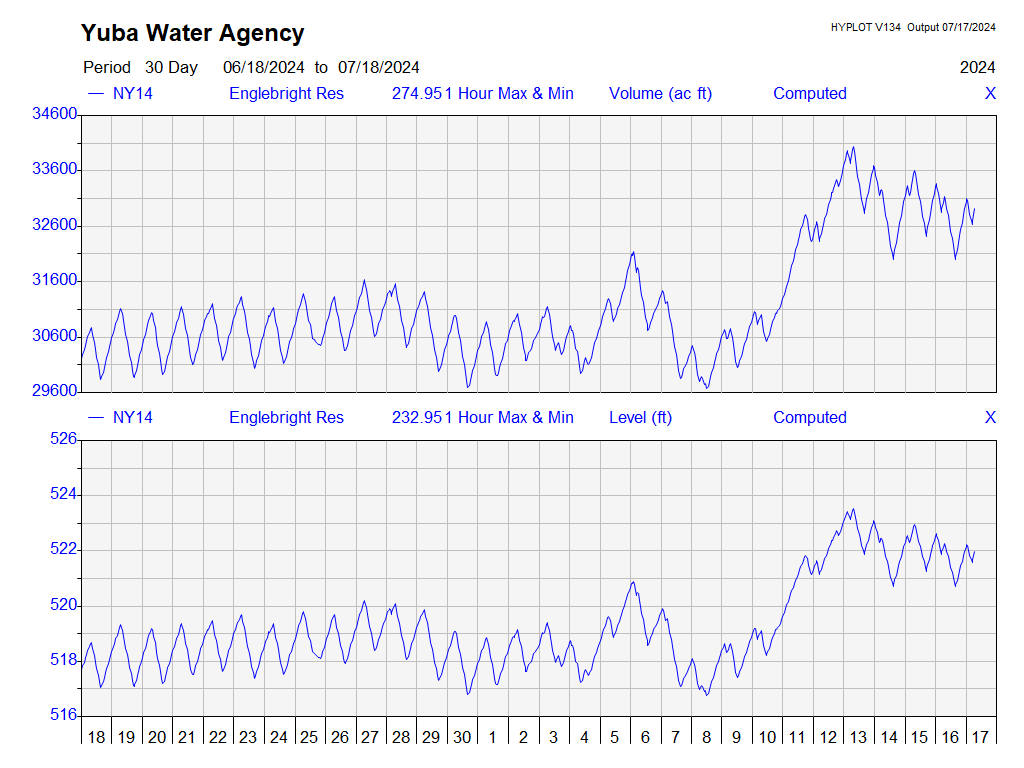 Yuba Water Agency
HYPLOT V134 Output 07/17/2024
Period 30 Day 06/18/2024 to 07/18/2024
2024
NY14 Englebright Res 274.951 Hour Max & Min Volume (ac ft) Computed X
34600
33600
32600
31600
30600
29600
NY14 Englebright Res 232.951 Hour Max & Min Level (ft) Computed X
526
524
522
520
518
516
18 19 20 21 22 23 24 25 26 27 28 29 30 1 2 3 4 5 6 7 8 9 10 11 12 13 14 15 16 17